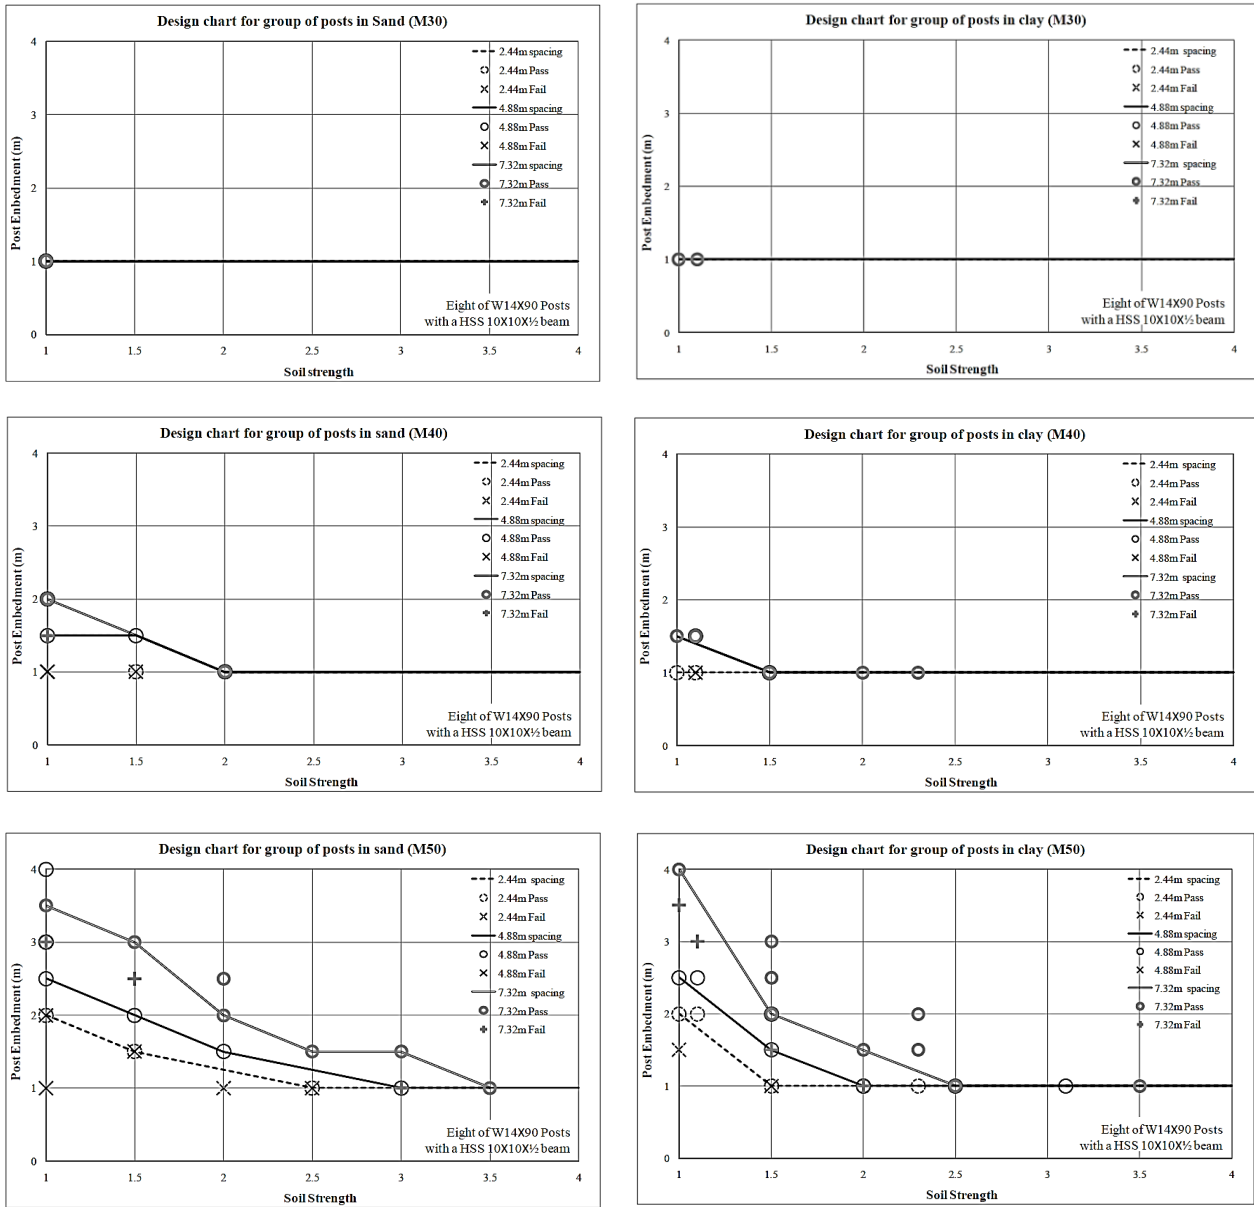 Design chart for group of posts in Sand (M30)
4
3
2
1
0
Post Enbedment (m)
2.44m spacing
2.44m Pass
2.44m Fail
4.88m spacing
4.88m Pass
4.88m Fail
7.32m spacing
7.32m Pass
7.32m Fail
Eight of W14X90 Posts
with a HSS 10X10X½ beam
1 1.5 2 2.5 3 3.5 4
Soil Strength
Design chart for group of posts in clay (M30)
4
3
2
1
0
Post Embedment (m)
2.44m spacing
2.44m Pass
2.44m Fail
4.88m spacing
4.88m Pass
4.88m Fail
7.32m spacing
7.32m Pass
7.32m Fail
Eight of W14X90 Posts
with a HSS 10X10X½ beam
1 1.5 2 2.5 3 3.5 4
Soil Strength
Design chart for group of posts in sand (M40)
4
3
2
1
0
Post Embedment (m)
2.44m spacing
2.44m Pass
2.44m Fail
4.88m spacing
4.88m Pass
4.88m Fail
7.32m spacing
7.32m Pass
7.32m Fail
Eight of W14X90 Posts
with a HSS 10X10X½ beam
1 1.5 2 2.5 3 3.5 4
Soil Strength
Design chart for group of posts in clay (M40)
4
3
2
1
0
Post Embedment (m)
2.44m spacing
2.44m Pass
2.44m Fail
4.88m spacing
4.88m Pass
4.88m Fail
7.32m spacing
7.32m Pass
7.32m Fail
Eight of W14X90 Posts
with a HSS 10X10X½ beam
1 1.5 2 2.5 3 3.5 4
Soil Strength
Design chart for group of posts in sand (M50)
4
3
2
1
0
Post Embedment (m)
2.44m spacing
2.44m Pass
2.44m Fail
4.88m spacing
4.88m Pass
4.88m Fail
7.32m spacing
7.32m Pass
7.32m Fail
Eight of W14X90 Posts
with a HSS 10X10X½ beam
1 1.5 2 2.5 3 3.5 4
Soil Strength
Design chart for group of posts in clay (M50)
4
3
2
1
0
Post Embedment (m)
2.44m spacing
2.44m Pass
2.44m Fail
4.88m spacing
4.88m Pass
4.88m Fail
7.32m spacing
7.32m Pass
7.32m Fail
Eight of W14X90 Posts
with a HSS 10X10X½ beam
1 1.5 2 2.5 3 3.5 4
Soil Strength